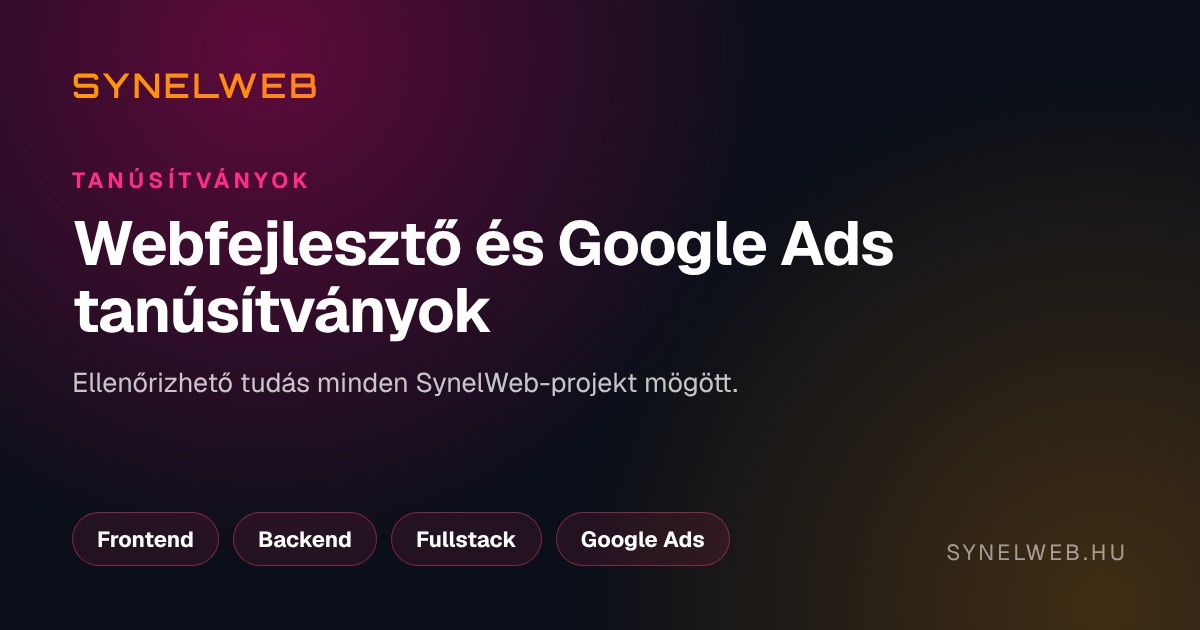 SYNELWEB
TANÚSÍTVÁNYOK
Webfejlesztő és Google Ads
tanúsítványok
Ellenőrizhető tudás minden SynelWeb-projekt mögött.
Frontend Backend Fullstack Google Ads
SYNELWEB.HU